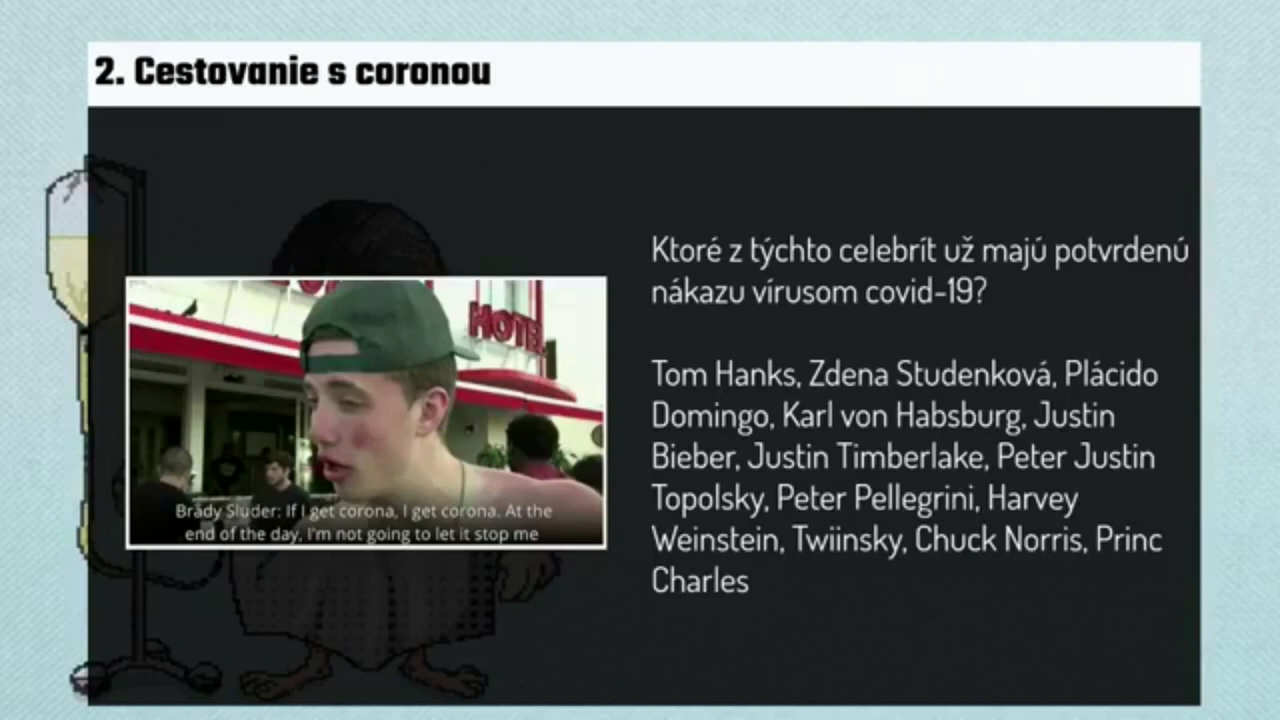 2. Cestovanie s coronou
HOTEL
Brady Sluder: If I get corona, I get corona. At the
end of the day, I'm not going to let it stop me
Ktoré z týchto celebrít už majú potvrdenú
nákazu vírusom covid-19?
Tom Hanks, Zdena Studenková, Plácido
Domingo, Karl von Habsburg, Justin
Bieber, Justin Timberlake, Peter Justin
Topolsky, Peter Pellegrini, Harvey
Weinstein, Twiinsky, Chuck Norris, Princ
Charles